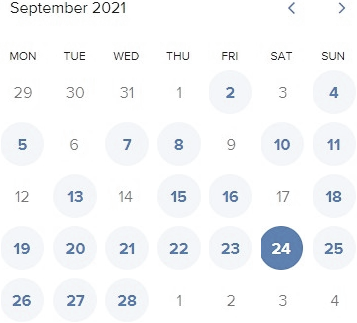 September 2021
MON TUE WED THU FRI SAT SUN
29 30 31 1 2 3 4
5 6 7 8 9 10 11
12 13 14 15 16 17 18
19 20 21 22 23 24 25
26 27 28 1 2 3 4